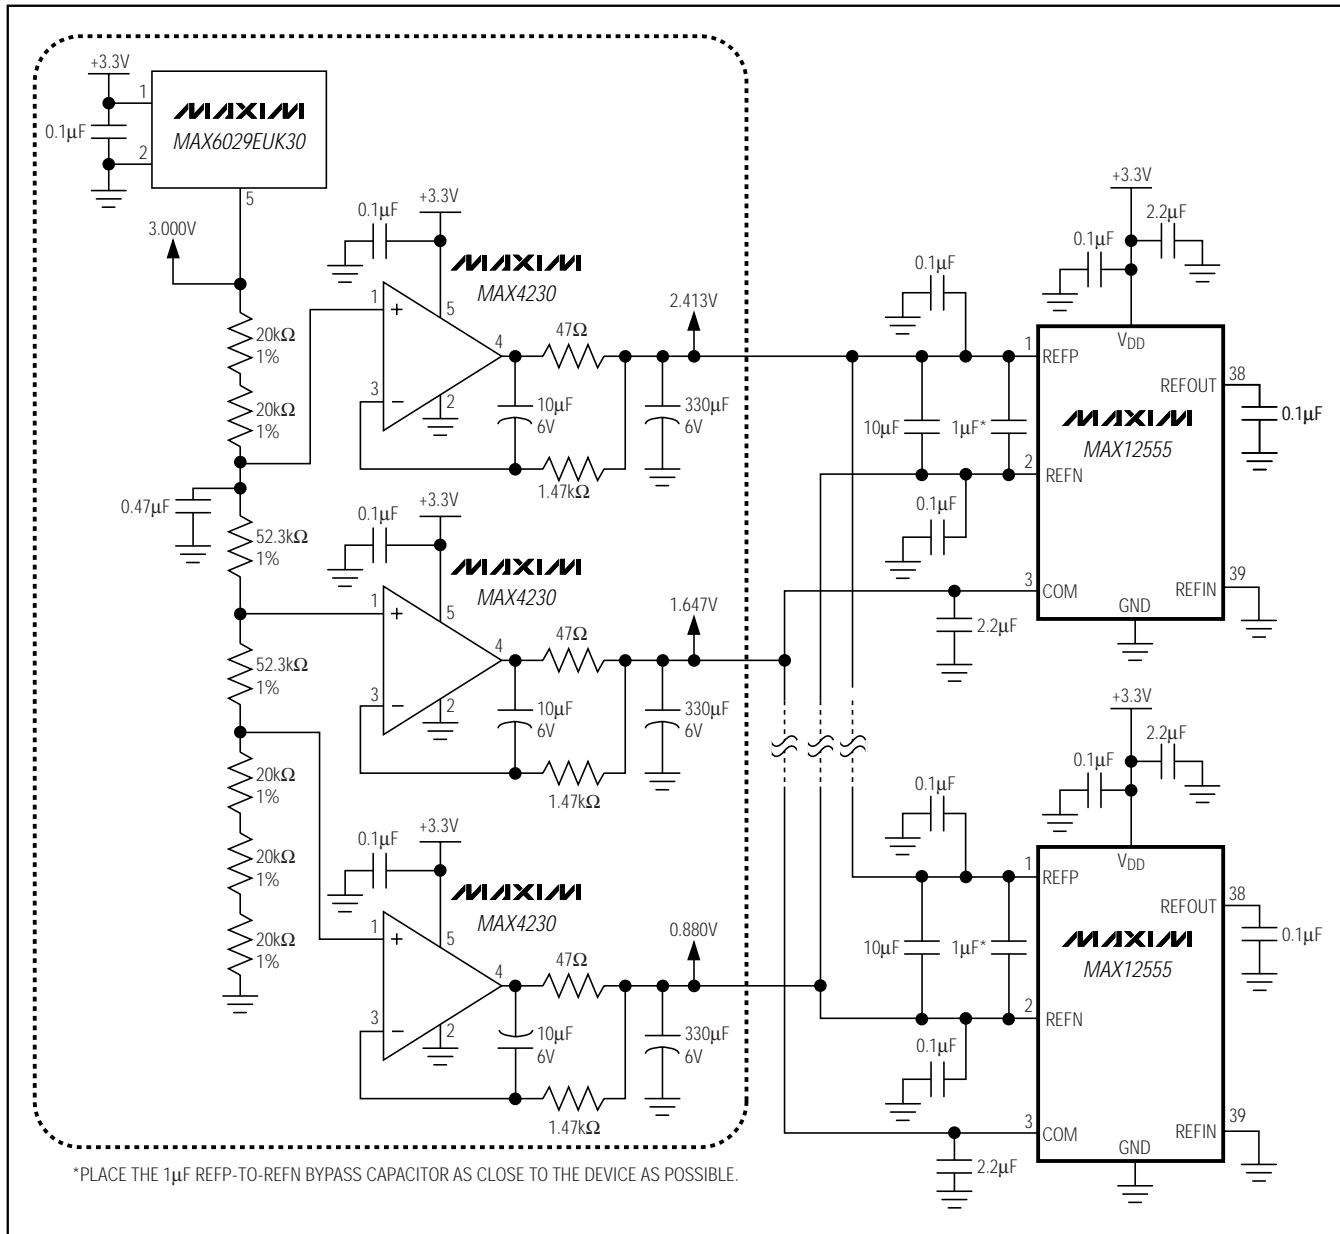 +3.3V
1
MAXIM
0.1µF
MAX6029EUK30
2
5
3.000V
20kΩ
1%
20kΩ
1%
0.47µF
52.3kΩ
1%
52.3kΩ
1%
20kΩ
1%
20kΩ
1%
20kΩ
1%
+3.3V
0.1µF
MAXIM
MAX4230
1
+
5
4
3
−
2
47Ω
10µF
6V
1.47kΩ
2.413V
330µF
6V
+3.3V
0.1µF
MAXIM
MAX4230
1
+
5
4
3
−
2
47Ω
10µF
6V
1.47kΩ
1.647V
330µF
6V
+3.3V
0.1µF
MAXIM
MAX4230
1
+
5
4
3
−
2
47Ω
10µF
6V
1.47kΩ
0.880V
330µF
6V
+3.3V
2.2µF
0.1µF
0.1µF
VDD
1
REFP
REFOUT
38
0.1µF
10µF
1µF*
MAXIM
MAX12555
2
REFN
0.1µF
3
COM
2.2µF
GND
REFIN
39
+3.3V
2.2µF
0.1µF
0.1µF
VDD
1
REFP
REFOUT
38
0.1µF
10µF
1µF*
MAXIM
MAX12555
2
REFN
0.1µF
3
COM
2.2µF
GND
REFIN
39
*PLACE THE 1µF REFP-TO-REFN BYPASS CAPACITOR AS CLOSE TO THE DEVICE AS POSSIBLE.